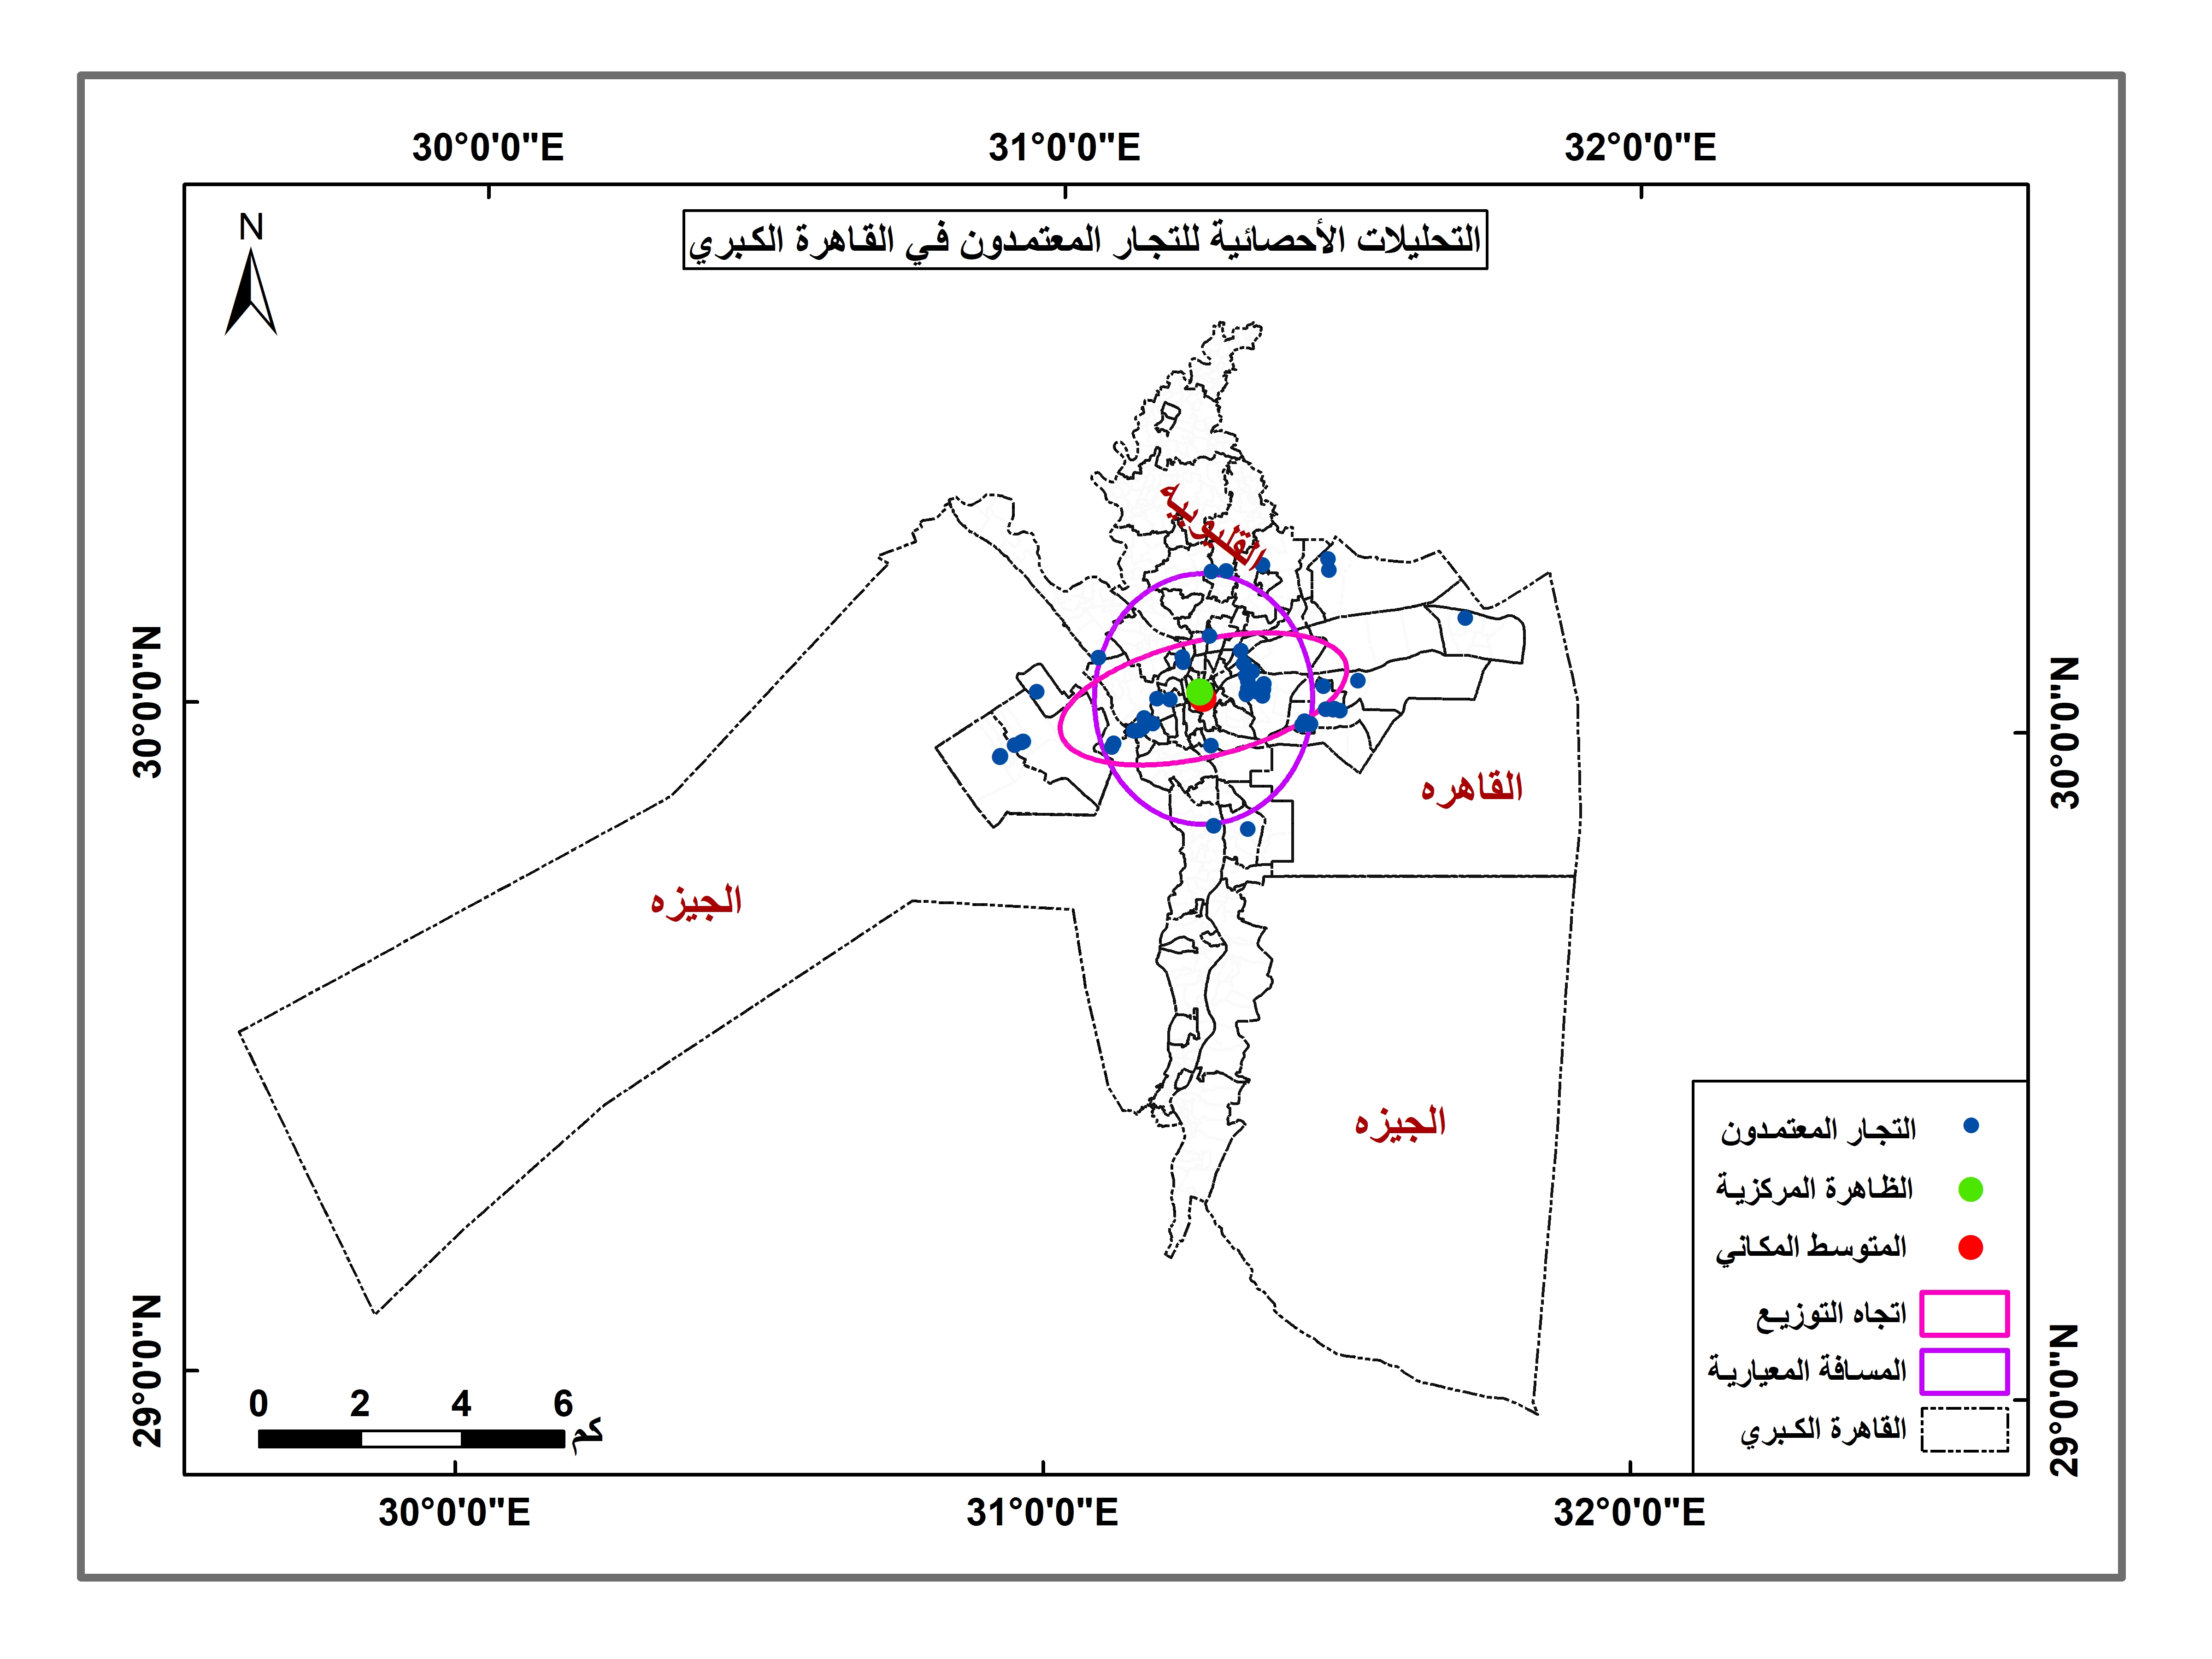 30°0'0"E
31°0'0"E
32°0'0"E
N
التحليلات الأحصائية للتجار المعتمدون في القاهرة الكبري
القليوبية
30°0'0"N
30°0'0"N
القاهره
الجيزه
الجيزه
التجار المعتمدون
الظاهرة المركزية
المتوسط المكاني
اتجاه التوزيع
المسافة المعيارية
القاهرة الكبري
29°0'0"N
29°0'0"N
0 2 4 6
كم
30°0'0"E
31°0'0"E
32°0'0"E